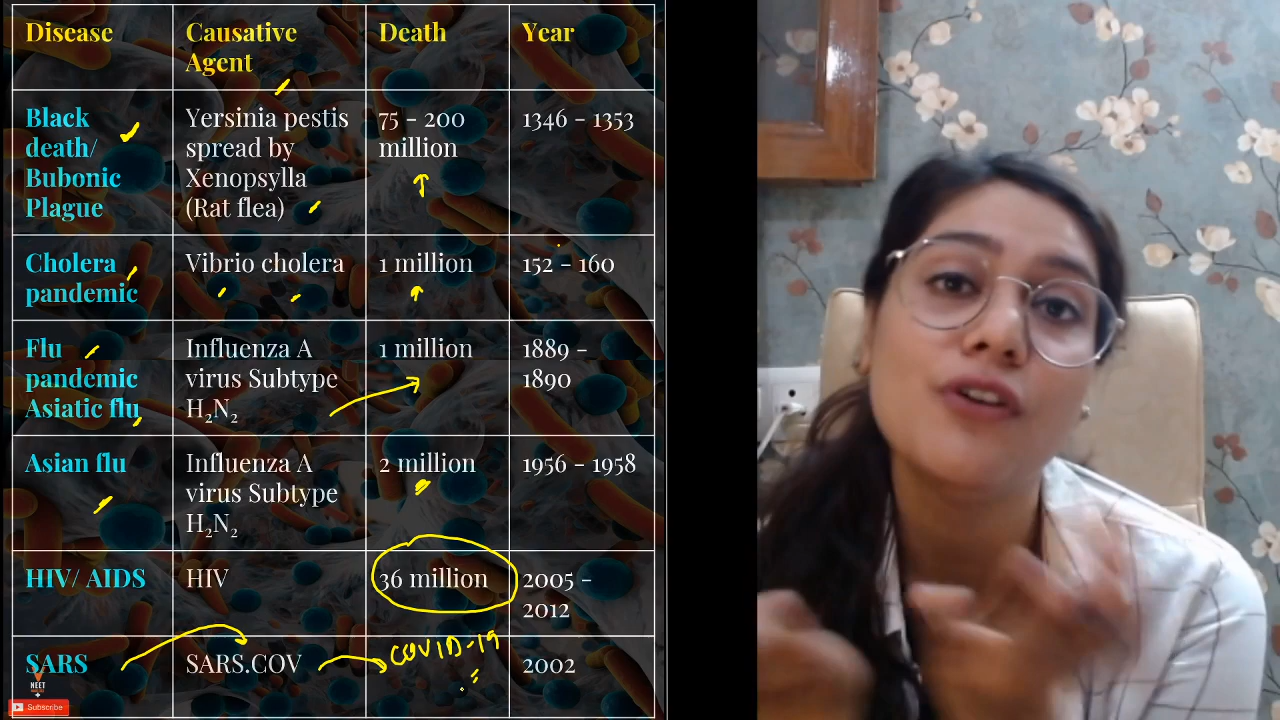 Disease
Causative
Agent
Death
Year
Black
death/
Bubonic
Plague
Yersinia pestis
spread by
Xenopsylla
(Rat flea)
75 - 200
million
1346 - 1353
Cholera
pandemic
Vibrio cholera
1 million
152 - 160
Flu
pandemic
Asiatic flu
Influenza A
virus Subtype
H₂N₂
1 million
1889 -
1890
Asian flu
Influenza A
virus Subtype
H₂N₂
2 million
1956 - 1958
HIV/ AIDS
HIV
36 million
2005 -
2012
SARS
SARS.COV
COVID-19
2002
NEET
Subscribe